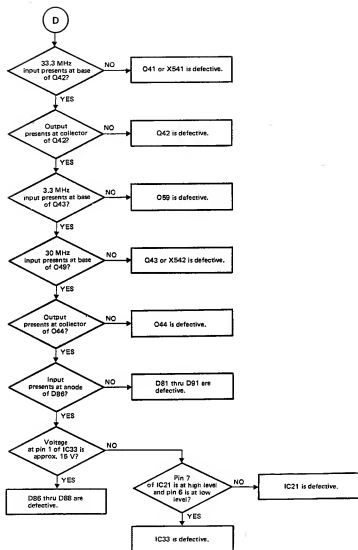 D
33.3 MHz
input presents at base
of Q42?
NO
O41 or X541 is defective.
YES
Output
presents at collector
of Q42?
NO
Q42 is defective.
YES
3.3 MHz
input presents at base
of Q43?
NO
O59 is defective.
YES
30 MHz
input presents at base
of O49?
NO
Q43 or X542 is defective.
YES
Output
presents at collector
of O44?
NO
O44 is defective.
YES
Input
presents at anode
of D86?
NO
D81 thru D91 are
defective.
YES
Voltage
at pin 1 of IC33 is
approx. 15 V?
NO
YES
D86 thru D88 are
defective.
Pin 7
of IC21 is at high level
and pin 6 is at low
level?
NO
IC21 is defective.
YES
IC33 is defective.